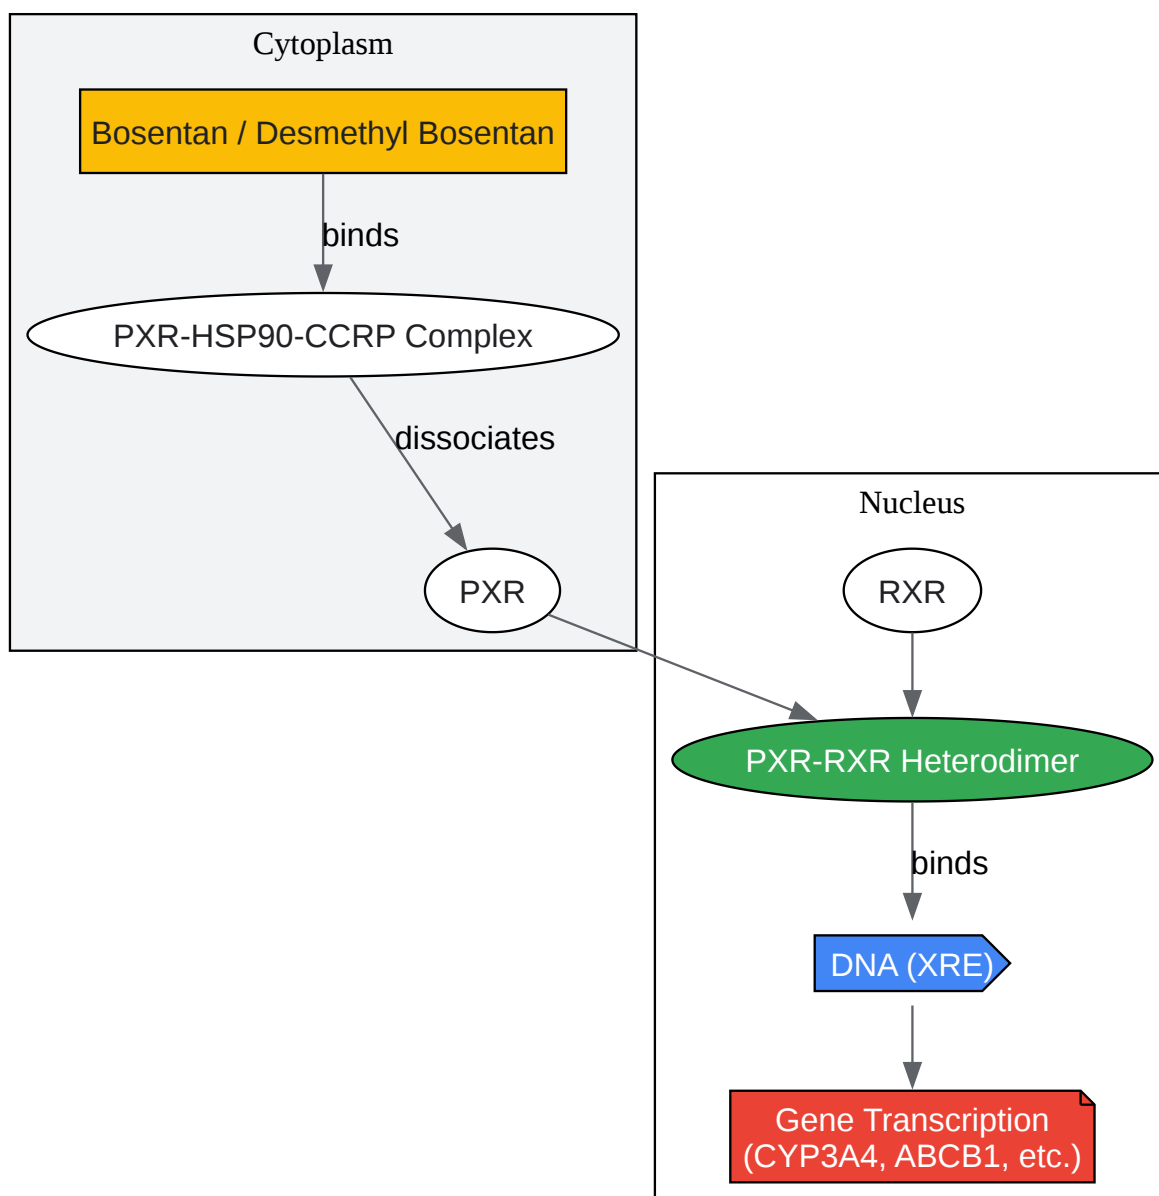 Cytoplasm
Bosentan / Desmethyl Bosentan
binds
PXR-HSP90-CCRP Complex
dissociates
PXR
Nucleus
RXR
PXR-RXR Heterodimer
binds
DNA (XRE)
Gene Transcription
(CYP3A4, ABCB1, etc.)